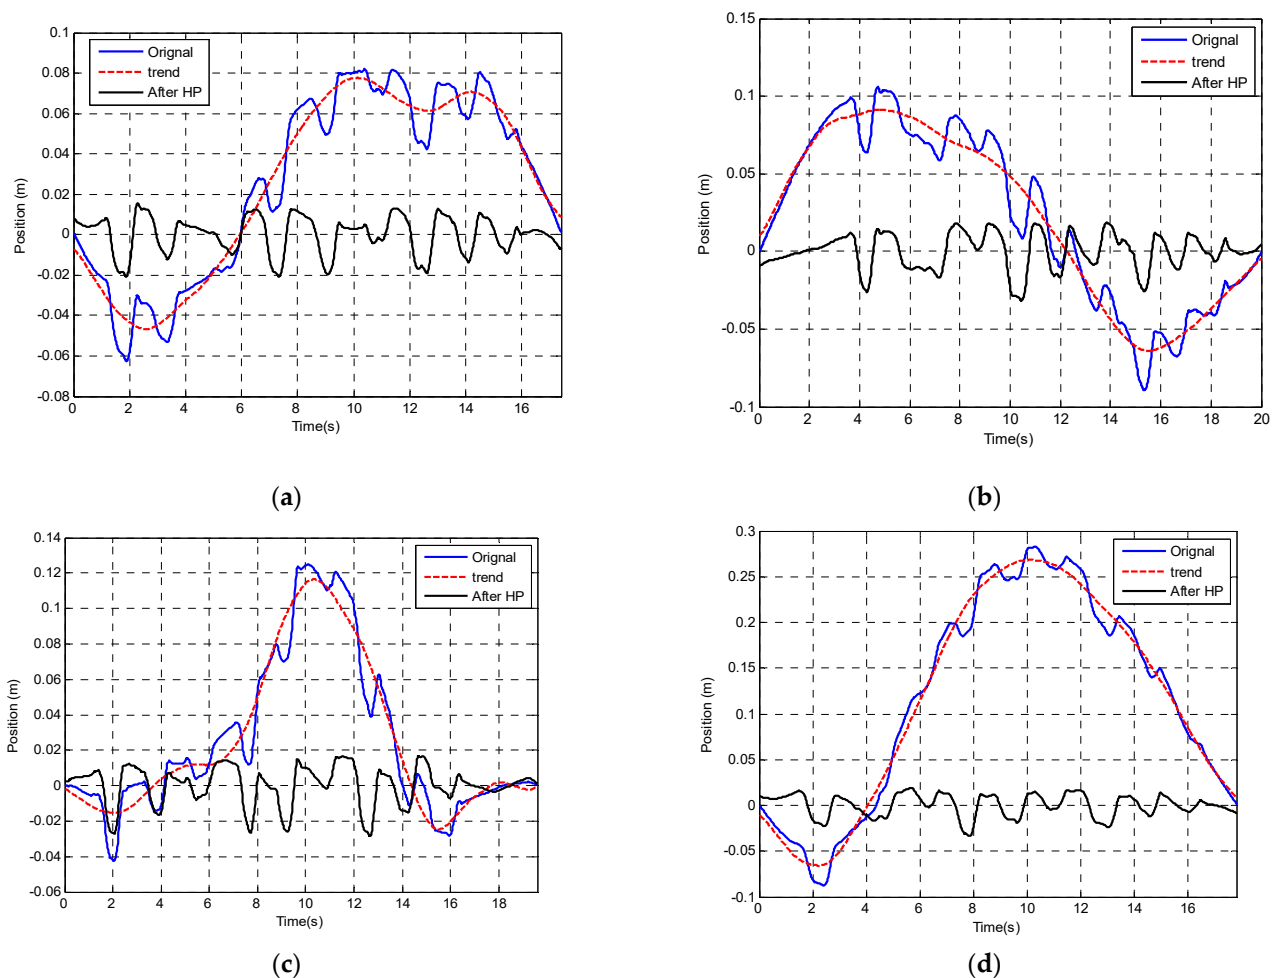 0.1
0.08
0.06
0.04
0.02
0
-0.02
-0.04
-0.06
-0.08
Position (m)
Orignal
trend
After HP
0 2 4 6 8 10 12 14 16
Time(s)
(a)
0.15
0.1
0.05
0
-0.05
-0.1
Position (m)
Orignal
trend
After HP
0 2 4 6 8 10 12 14 16 18 20
Time(s)
(b)
0.14
0.12
0.1
0.08
0.06
0.04
0.02
0
-0.02
-0.04
-0.06
Position (m)
Orignal
trend
After HP
0 2 4 6 8 10 12 14 16 18
Time(s)
(c)
0.3
0.25
0.2
0.15
0.1
0.05
0
-0.05
-0.1
Position (m)
Orignal
trend
After HP
0 2 4 6 8 10 12 14 16
Time(s)
(d)